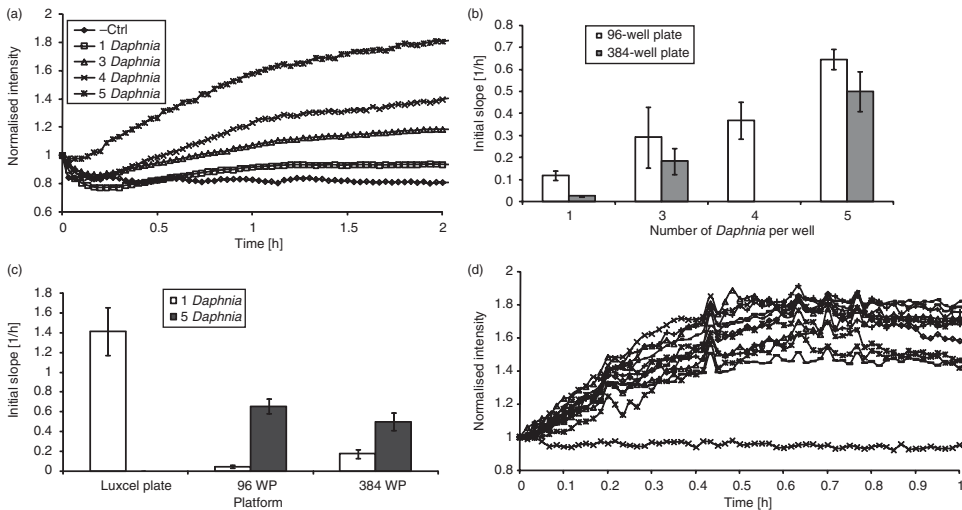 (a)
Normalised intensity
2
1.8
1.6
1.4
1.2
1.0
0.8
0.6
–Ctrl
1 Daphnia
3 Daphnia
4 Daphnia
5 Daphnia
0 0.5 1 1.5 2
Time [h]
(b)
Initial slope [1/h]
0.8
0.7
0.6
0.5
0.4
0.3
0.2
0.1
0
96-well plate
384-well plate
1 3 4 5
Number of Daphnia per well
(c)
Initial slope [1/h]
1.8
1.6
1.4
1.2
1
0.8
0.6
0.4
0.2
0
1 Daphnia
5 Daphnia
Luxcel plate 96 WP 384 WP
Platform
(d)
Normalised intensity
2
1.8
1.6
1.4
1.2
1
0.8
0 0.1 0.2 0.3 0.4 0.5 0.6 0.7 0.8 0.9 1
Time [h]